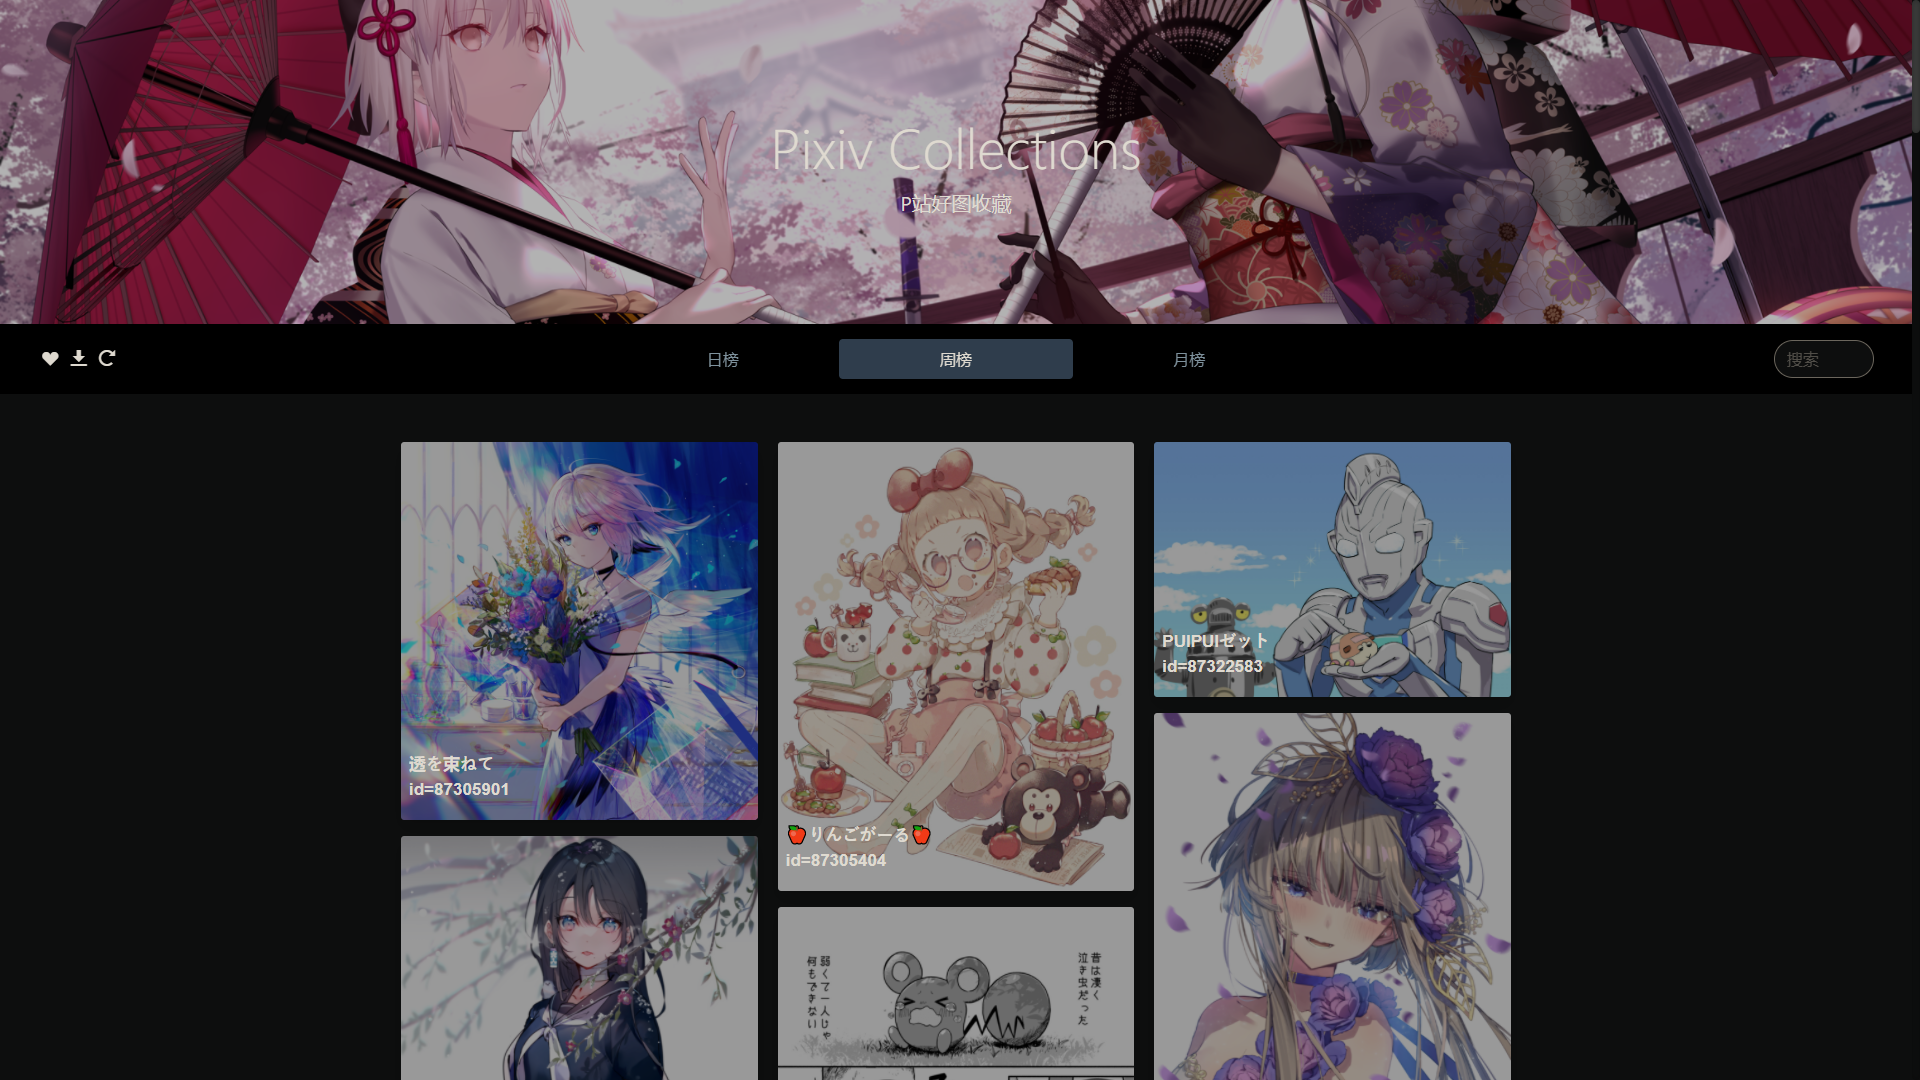 Pixiv Collections
P站好图收藏
日榜
周榜
月榜
搜索
透を束ねて
id=87305901
🍎りんごがーる🍎
id=87305404
PUIPUIゼット
id=87322583
昔は凄く
泣き虫だった
弱くて一人じゃ
何もできない